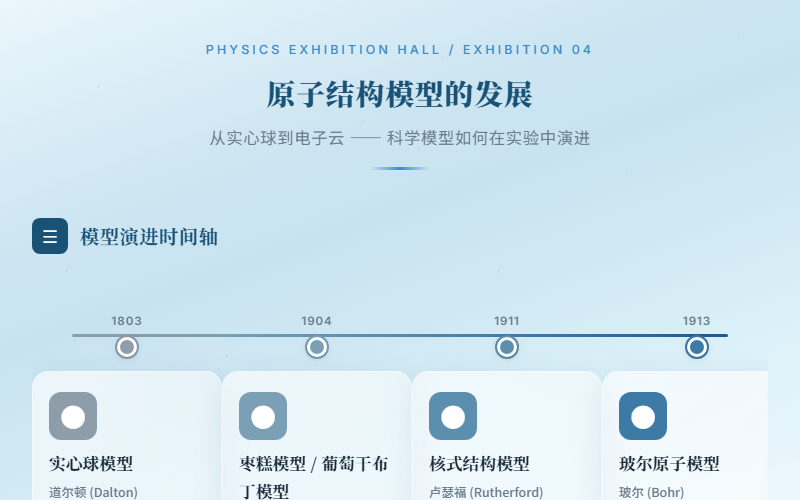 PHYSICS EXHIBITION HALL / EXHIBITION 04
原子结构模型的发展
从实心球到电子云 —— 科学模型如何在实验中演进
模型演进时间轴
1803
1904
1911
1913
实心球模型
道尔顿 (Dalton)
枣糕模型 / 葡萄干布
丁模型
核式结构模型
卢瑟福 (Rutherford)
玻尔原子模型
玻尔 (Bohr)